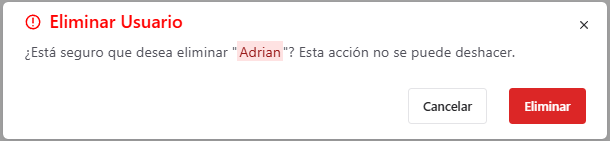 Eliminar Usuario
¿Está seguro que desea eliminar "Adrian"? Esta acción no se puede deshacer.
Cancelar
Eliminar